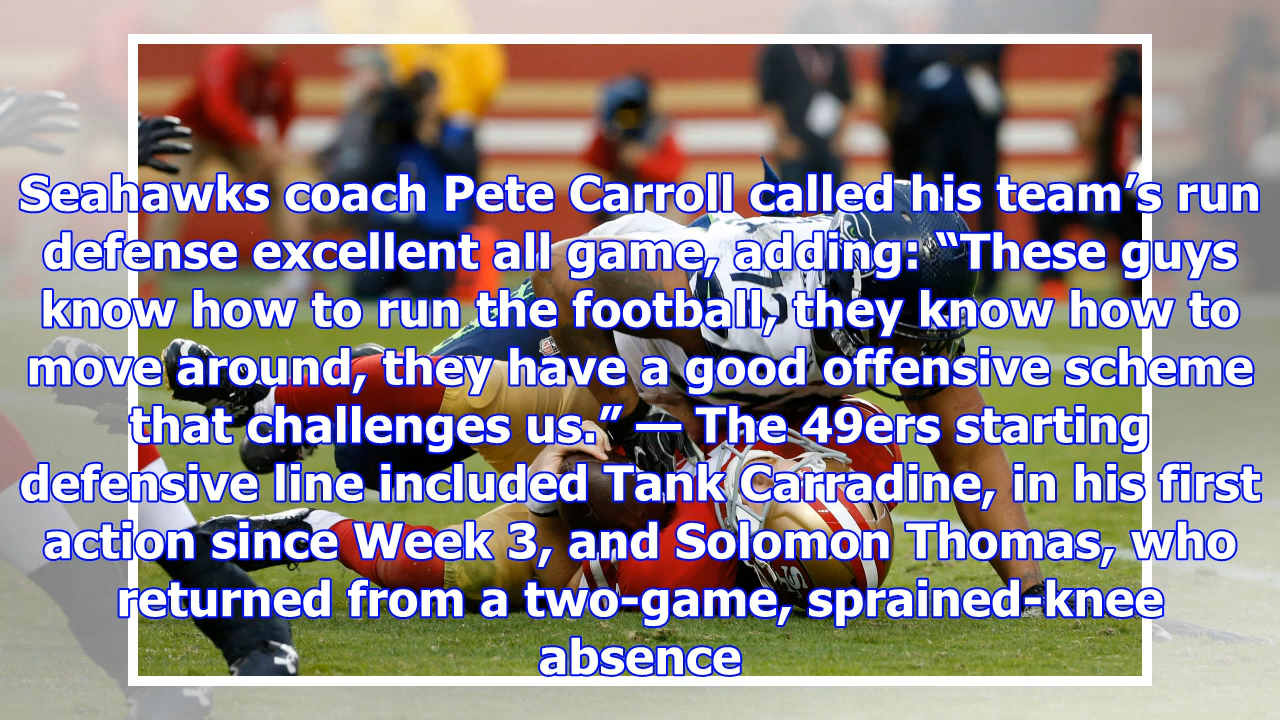 Seahawks coach Pete Carroll called his team’s run
defense excellent all game, adding: “These guys
know how to run the football, they know how to
move around, they have a good offensive scheme
that challenges us.” — The 49ers starting
defensive line included Tank Carradine, in his first
action since Week 3, and Solomon Thomas, who
returned from a two-game, sprained-knee
absence